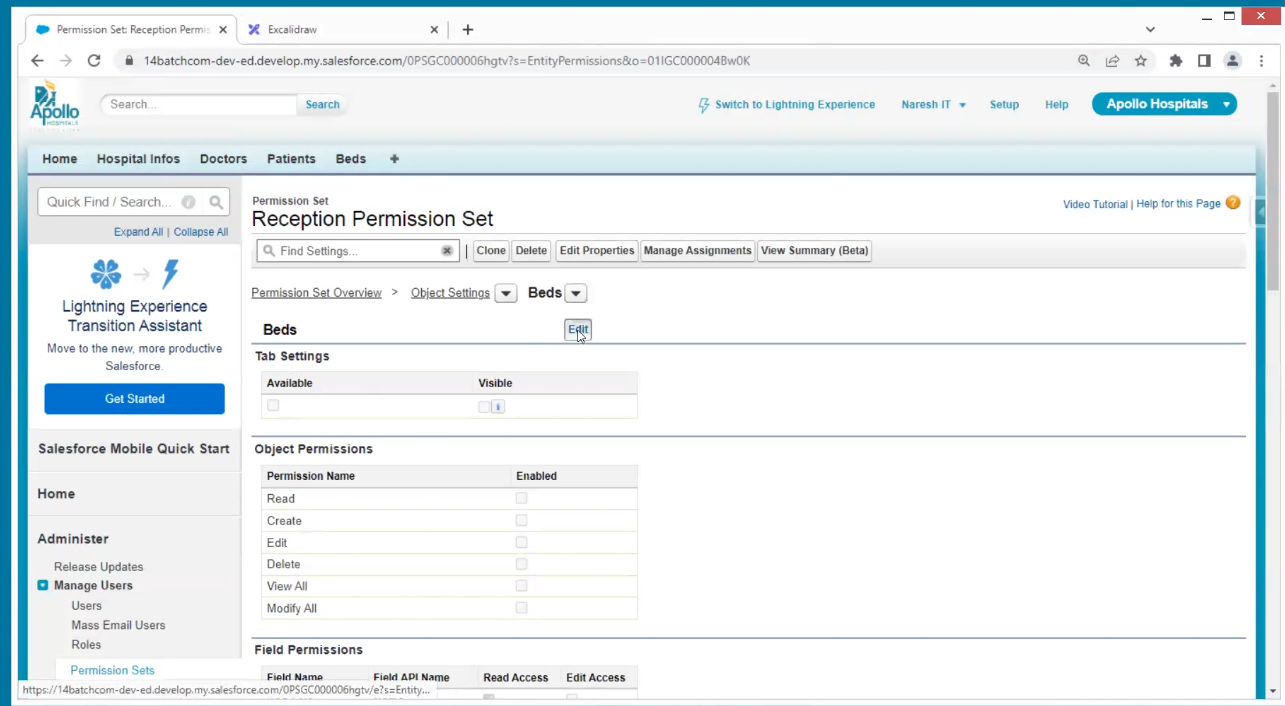 Permission Set: Reception Permis
Excalidraw
14batchcom-dev-ed.develop.my.salesforce.com/0PSGC000006hgtv?s=EntityPermissions&o=01IGC000004Bw0K
Apollo
HOSPITALS
Search...
Search
Switch to Lightning Experience
Naresh IT
Setup
Help
Apollo Hospitals
Home
Hospital Infos
Doctors
Patients
Beds
Quick Find / Search...
Expand All | Collapse All
Lightning Experience
Transition Assistant
Move to the new, more productive
Salesforce.
Get Started
Salesforce Mobile Quick Start
Home
Administer
Release Updates
Manage Users
Users
Mass Email Users
Roles
Permission Sets
Permission Set
Reception Permission Set
Video Tutorial | Help for this Page
Find Settings...
| Clone Delete Edit Properties Manage Assignments View Summary (Beta)
Permission Set Overview > Object Settings Beds
Beds
Edit
Tab Settings
Available Visible
Object Permissions
Permission Name Enabled
Read
Create
Edit
Delete
View All
Modify All
Field Permissions
Field Name Field API Name Read Access Edit Access
https://14batchcom-dev-ed.develop.my.salesforce.com/0PSGC000006hgtv/e?s=Entity...